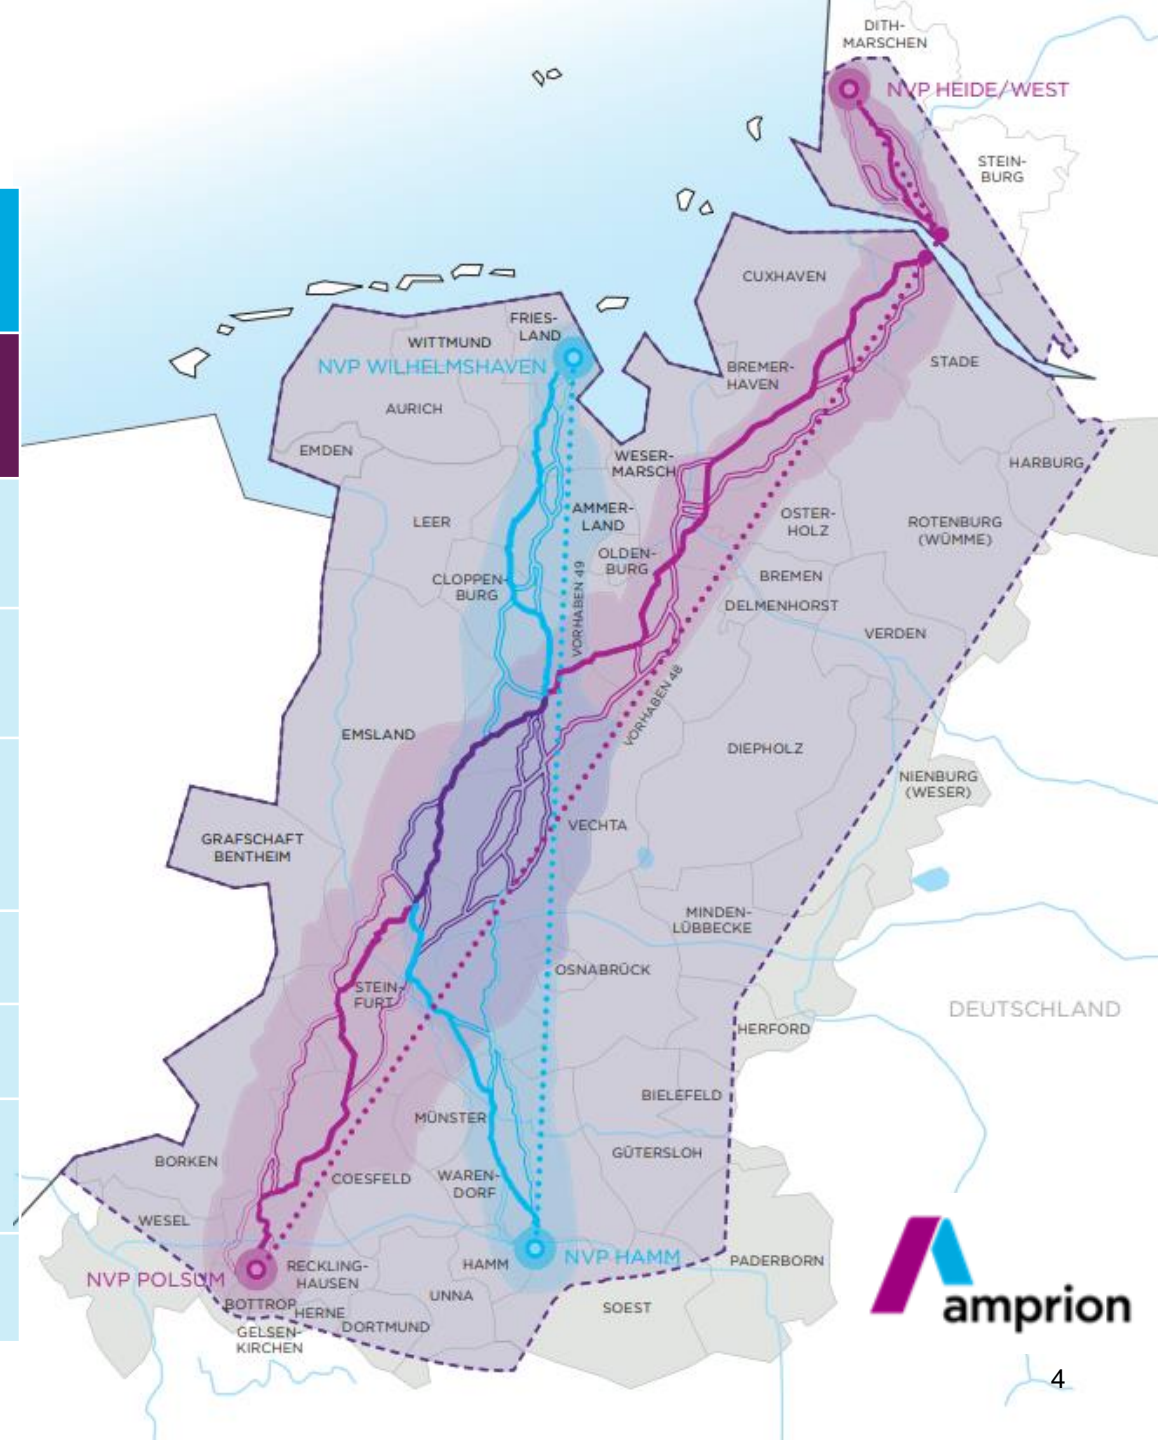 DITH-
MARSCHEN
NVP HEIDE/WEST
STEIN-
BURG
CUXHAVEN
FRIES-
LAND
WITTMUND
NVP WILHELMSHAVEN
BREMER-
HAVEN
STADE
AURICH
EMDEN
WESER-
MARSCH
HARBURG
LEER
AMMER-
LAND
OSTER-
HOLZ
ROTENBURG
(WÜMME)
OLDEN-
BURG
CLOPPEN-
BURG
BREMEN
DELMENHORST
VORHABEN 49
VERDEN
VORHABEN 48
EMSLAND
DIEPHOLZ
NIENBURG
(WESER)
VECHTA
GRAFSCHAFT
BENTHEIM
MINDEN-
LÜBBECKE
OSNABRÜCK
STEIN-
FURT
DEUTSCHLAND
HERFORD
BIELEFELD
MÜNSTER
GÜTERSLOH
BORKEN
COESFELD
WAREN-
DORF
WESEL
NVP HAMM
PADERBORN
HAMM
RECKLING-
HAUSEN
NVP POLSUM
UNNA
BOTTROP
HERNE
SOEST
DORTMUND
GELSEN-
KIRCHEN
amprion
4